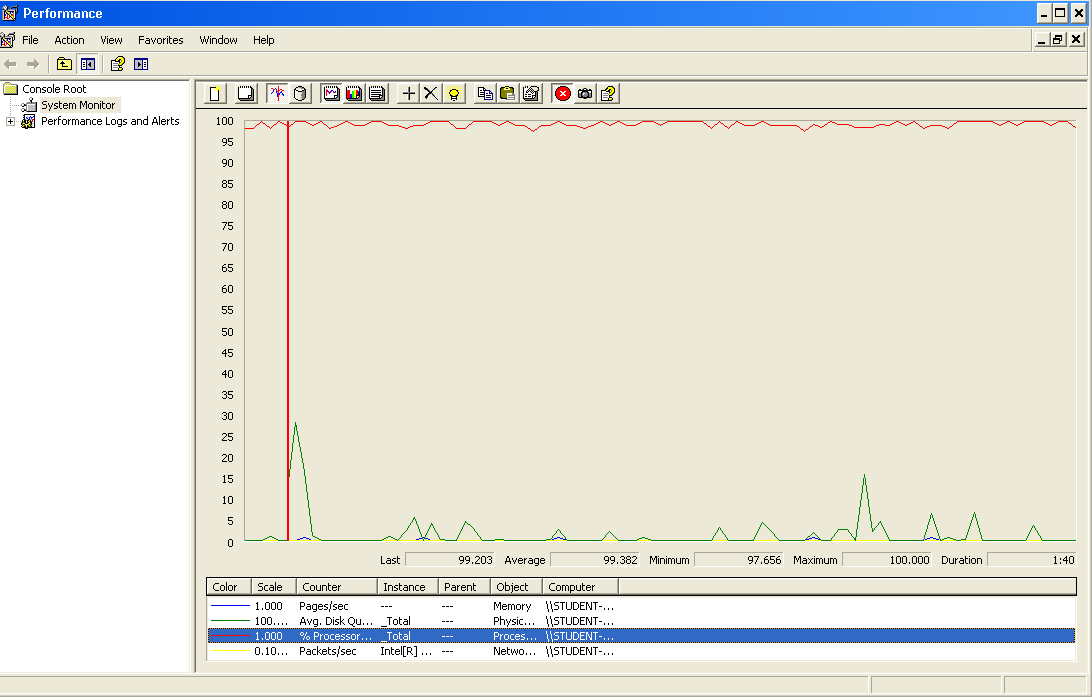 Performance
File Action View Favorites Window Help
Console Root
System Monitor
Performance Logs and Alerts
100
95
90
85
80
75
70
65
60
55
50
45
40
35
30
25
20
15
10
5
0
Last 99.203 Average 99.382 Minimum 97.656 Maximum 100.000 Duration 1:40
Color Scale Counter Instance Parent Object Computer
1.000 Pages/sec --- --- Memory \\STUDENT-...
100.... Avg. Disk Qu... _Total --- Physic... \\STUDENT-...
1.000 % Processor... _Total --- Proces... \\STUDENT-...
0.10... Packets/sec Intel[R] ... --- Netwo... \\STUDENT-...